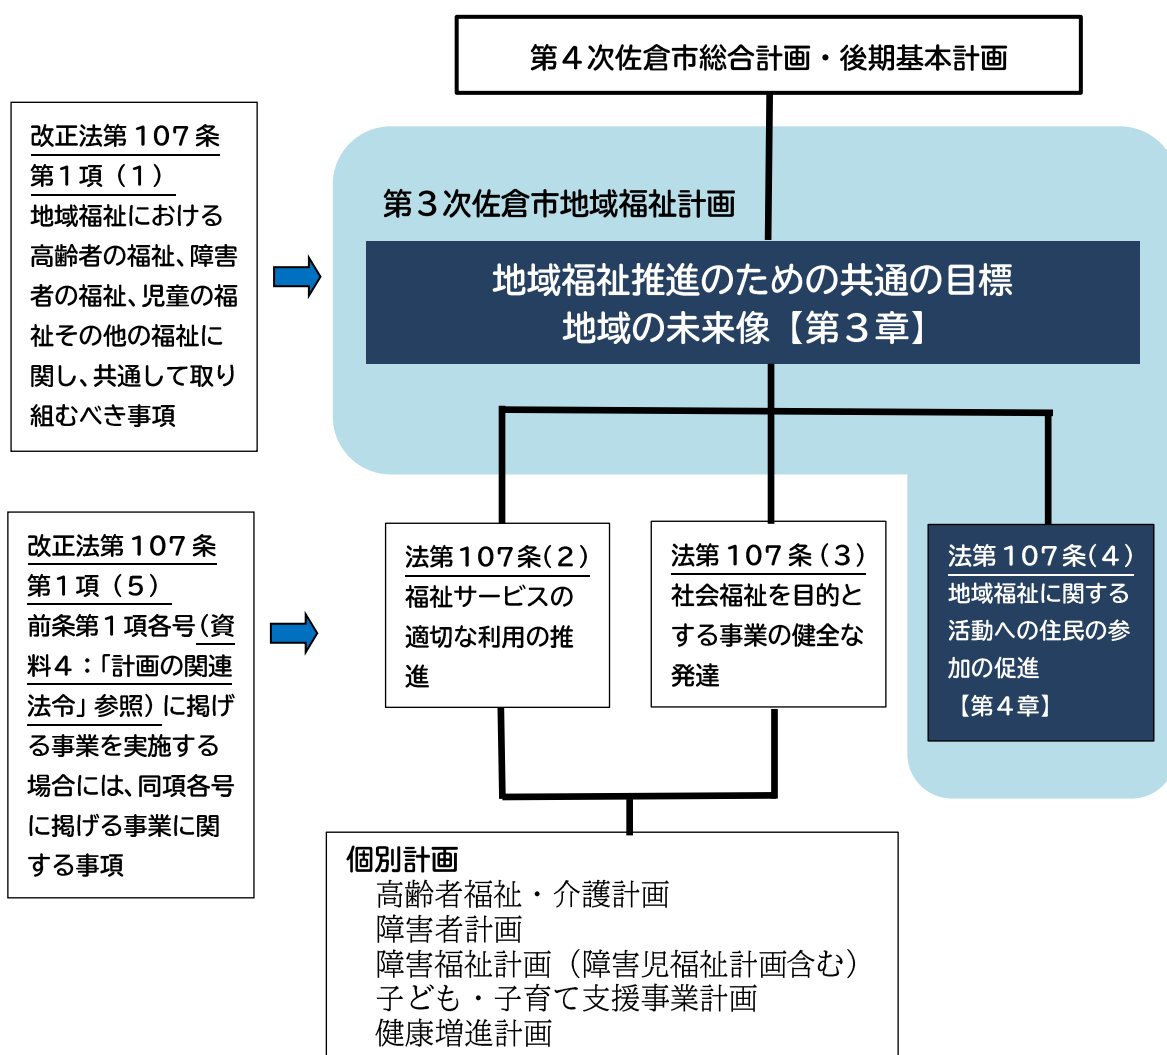 第４次佐倉市総合計画・後期基本計画
改正法第１０７条
第１項（１）
地域福祉における
高齢者の福祉、障害
者の福祉、児童の福
祉その他の福祉に
関し、共通して取り
組むべき事項
第３次佐倉市地域福祉計画
地域福祉推進のための共通の目標
地域の未来像【第３章】
改正法第１０７条
第１項（５）
前条第１項各号（資
料４：「計画の関連
法令」参照）に掲げ
る事業を実施する
場合には、同項各号
に掲げる事業に関
する事項
法第１０７条（２）
福祉サービスの
適切な利用の推
進
法第１０７条（３）
社会福祉を目的と
する事業の健全な
発達
法第１０７条（４）
地域福祉に関する
活動への住民の参
加の促進
【第４章】
個別計画
高齢者福祉・介護計画
障害者計画
障害福祉計画（障害児福祉計画含む）
子ども・子育て支援事業計画
健康増進計画